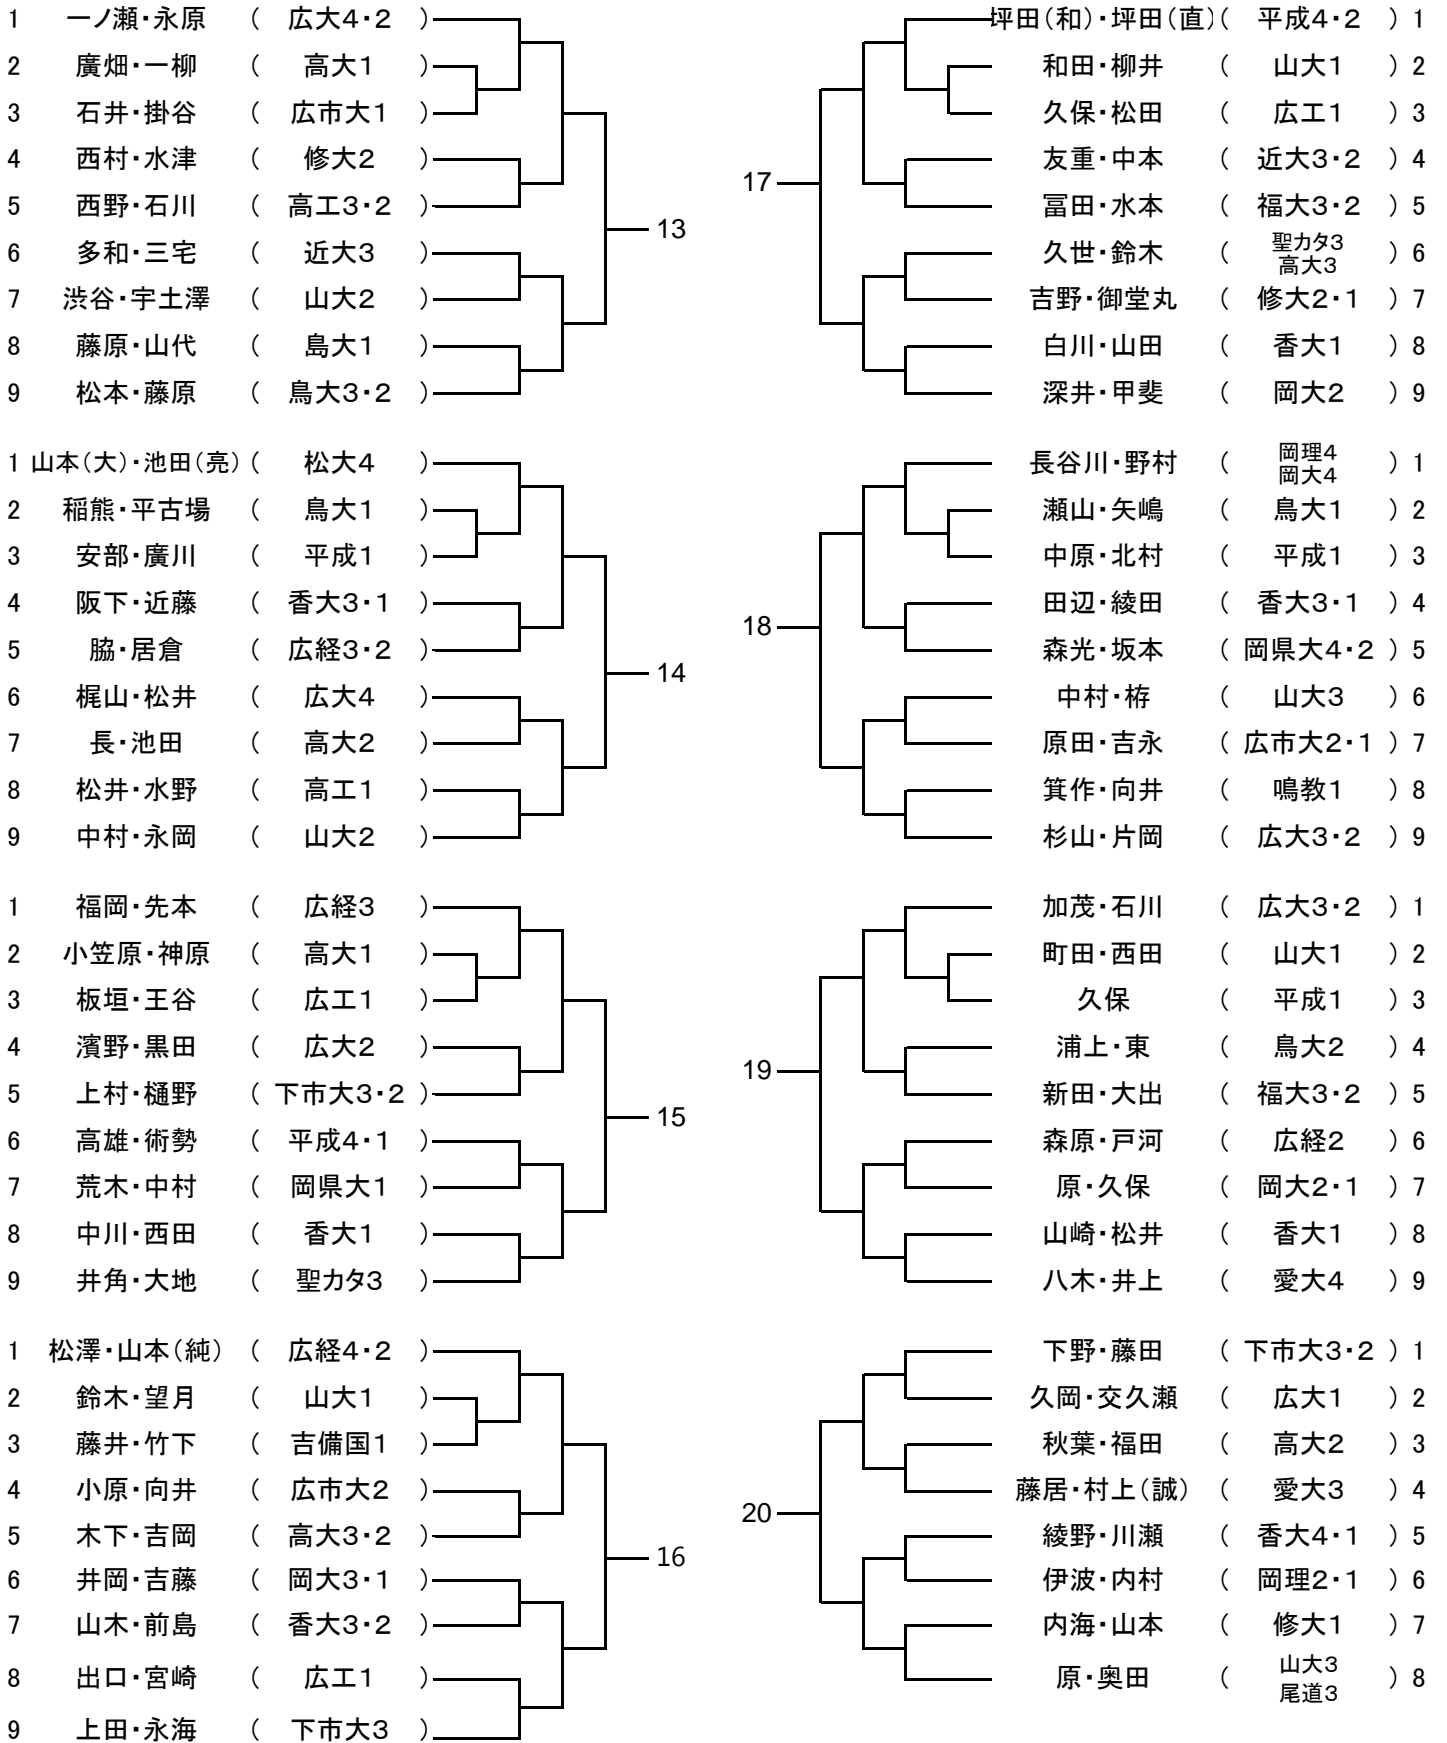 1 一ノ瀬・永原 ( 広大4・2 )
2 廣畑・一柳 ( 高大1 )
3 石井・掛谷 ( 広市大1 )
4 西村・水津 ( 修大2 )
5 西野・石川 ( 高工3・2 )
6 多和・三宅 ( 近大3 )
7 渋谷・宇土澤 ( 山大2 )
8 藤原・山代 ( 島大1 )
9 松本・藤原 ( 鳥大3・2 )
13
1 山本(大)・池田(亮) ( 松大4 )
2 稲熊・平古場 ( 鳥大1 )
3 安部・廣川 ( 平成1 )
4 阪下・近藤 ( 香大3・1 )
5 脇・居倉 ( 広経3・2 )
6 梶山・松井 ( 広大4 )
7 長・池田 ( 高大2 )
8 松井・水野 ( 高工1 )
9 中村・永岡 ( 山大2 )
14
1 福岡・先本 ( 広経3 )
2 小笠原・神原 ( 高大1 )
3 板垣・王谷 ( 広工1 )
4 濱野・黒田 ( 広大2 )
5 上村・樋野 ( 下市大3・2 )
6 高雄・術勢 ( 平成4・1 )
7 荒木・中村 ( 岡県大1 )
8 中川・西田 ( 香大1 )
9 井角・大地 ( 聖カタ3 )
15
1 松澤・山本(純) ( 広経4・2 )
2 鈴木・望月 ( 山大1 )
3 藤井・竹下 ( 吉備国1 )
4 小原・向井 ( 広市大2 )
5 木下・吉岡 ( 高大3・2 )
6 井岡・吉藤 ( 岡大3・1 )
7 山木・前島 ( 香大3・2 )
8 出口・宮崎 ( 広工1 )
9 上田・永海 ( 下市大3 )
16
坪田(和)・坪田(直) ( 平成4・2 ) 1
和田・柳井 ( 山大1 ) 2
久保・松田 ( 広工1 ) 3
友重・中本 ( 近大3・2 ) 4
冨田・水本 ( 福大3・2 ) 5
久世・鈴木 ( 聖カタ3
高大3 ) 6
吉野・御堂丸 ( 修大2・1 ) 7
白川・山田 ( 香大1 ) 8
深井・甲斐 ( 岡大2 ) 9
17
長谷川・野村 ( 岡理4
岡大4 ) 1
瀬山・矢嶋 ( 鳥大1 ) 2
中原・北村 ( 平成1 ) 3
田辺・綾田 ( 香大3・1 ) 4
森光・坂本 ( 岡県大4・2 ) 5
中村・栫 ( 山大3 ) 6
原田・吉永 ( 広市大2・1 ) 7
箕作・向井 ( 鳴教1 ) 8
杉山・片岡 ( 広大3・2 ) 9
18
加茂・石川 ( 広大3・2 ) 1
町田・西田 ( 山大1 ) 2
久保 ( 平成1 ) 3
浦上・東 ( 鳥大2 ) 4
新田・大出 ( 福大3・2 ) 5
森原・戸河 ( 広経2 ) 6
原・久保 ( 岡大2・1 ) 7
山崎・松井 ( 香大1 ) 8
八木・井上 ( 愛大4 ) 9
19
下野・藤田 ( 下市大3・2 ) 1
久岡・交久瀬 ( 広大1 ) 2
秋葉・福田 ( 高大2 ) 3
藤居・村上(誠) ( 愛大3 ) 4
綾野・川瀬 ( 香大4・1 ) 5
伊波・内村 ( 岡理2・1 ) 6
内海・山本 ( 修大1 ) 7
原・奥田 ( 山大3
尾道3 ) 8
20